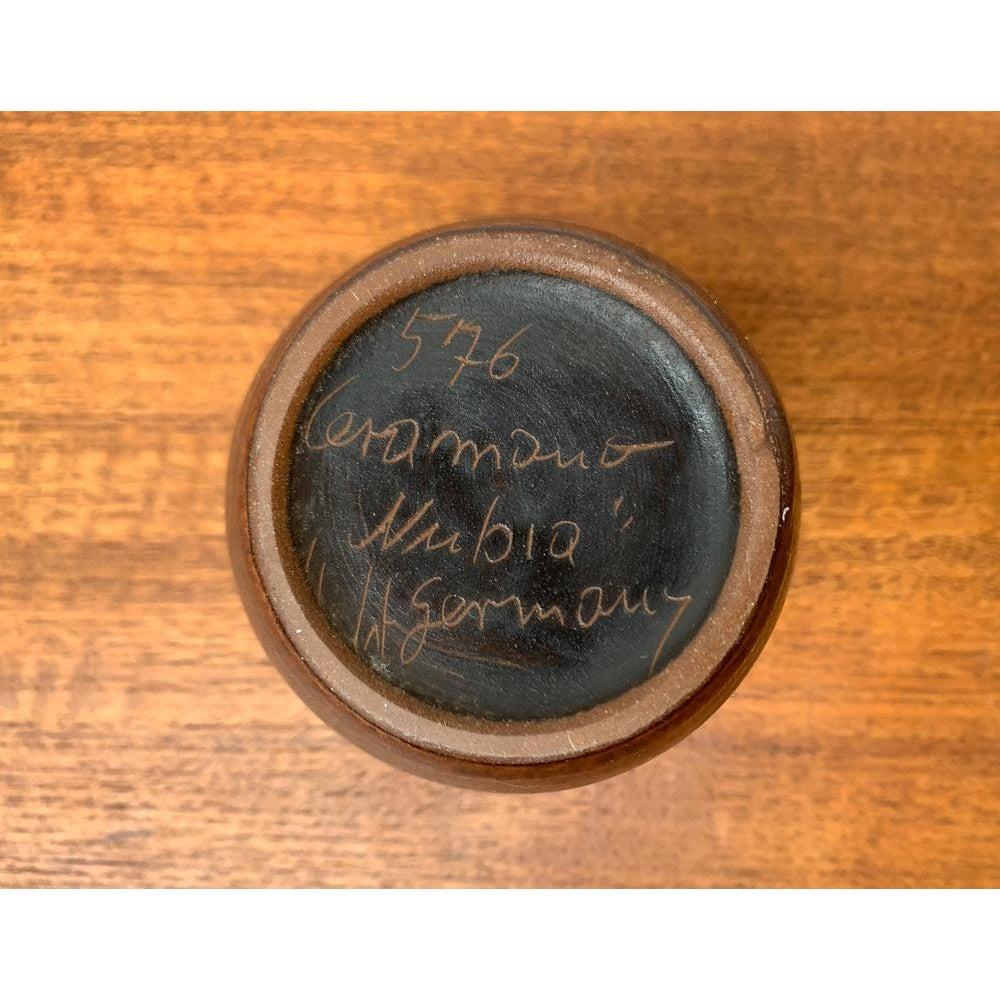 576
Ceramano
"Nubia"
W Germany